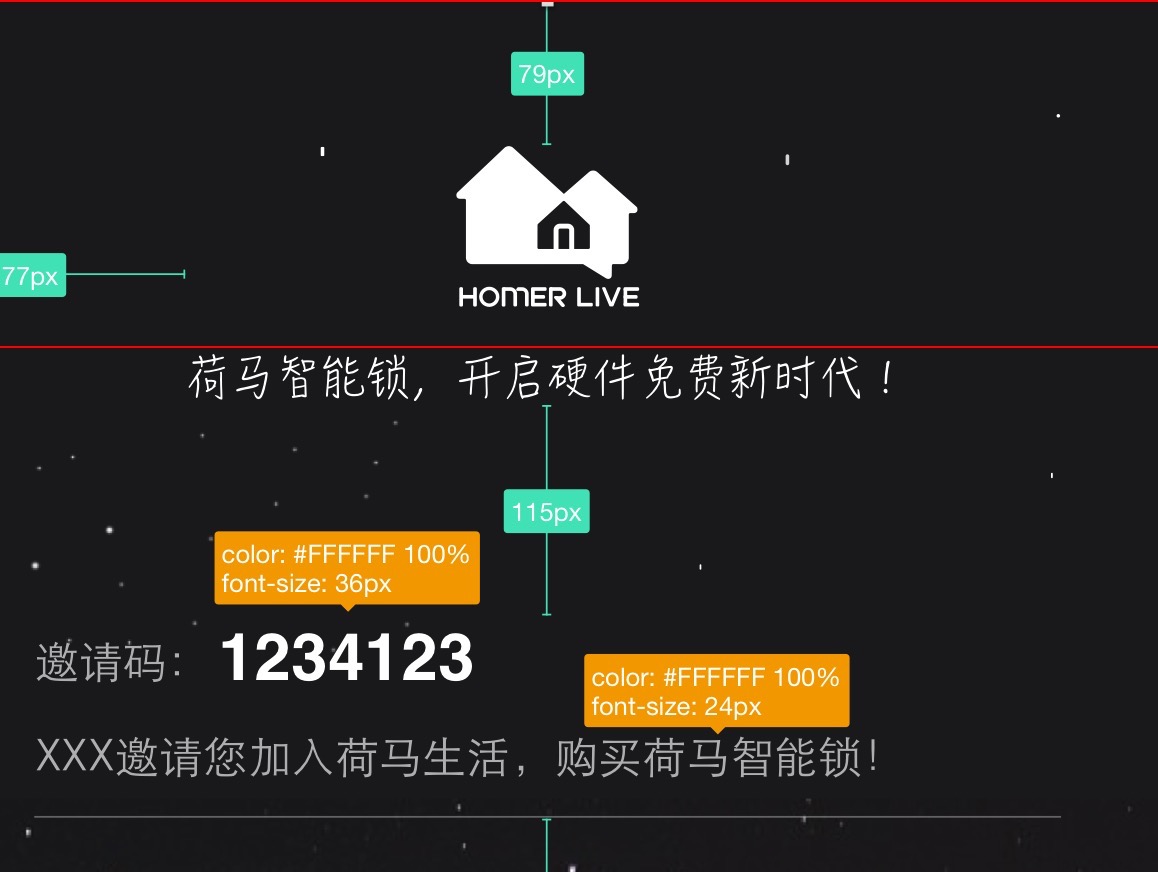 79px
77px
HOMER LIVE
荷马智能锁，开启硬件免费新时代！
115px
color: #FFFFFF 100%
font-size: 36px
邀请码：1234123
color: #FFFFFF 100%
font-size: 24px
XXX邀请您加入荷马生活，购买荷马智能锁！